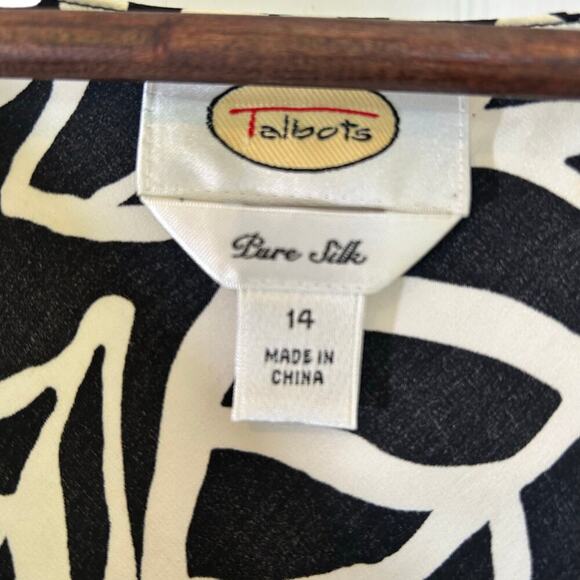 Talbots
Pure Silk
14
MADE IN
CHINA